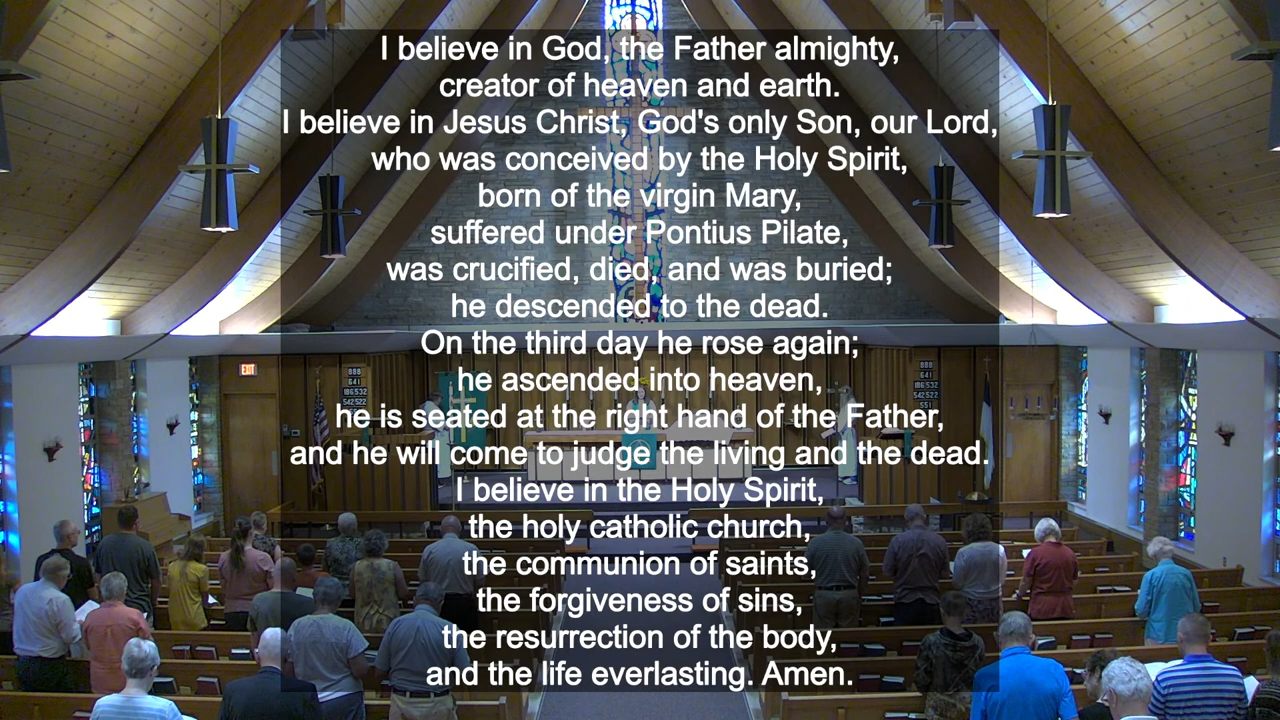 I believe in God, the Father almighty,
creator of heaven and earth.
I believe in Jesus Christ, God's only Son, our Lord,
who was conceived by the Holy Spirit,
born of the virgin Mary,
suffered under Pontius Pilate,
was crucified, died, and was buried;
he descended to the dead.
On the third day he rose again;
he ascended into heaven,
he is seated at the right hand of the Father,
and he will come to judge the living and the dead.
I believe in the Holy Spirit,
the holy catholic church,
the communion of saints,
the forgiveness of sins,
the resurrection of the body,
and the life everlasting. Amen.
EXIT